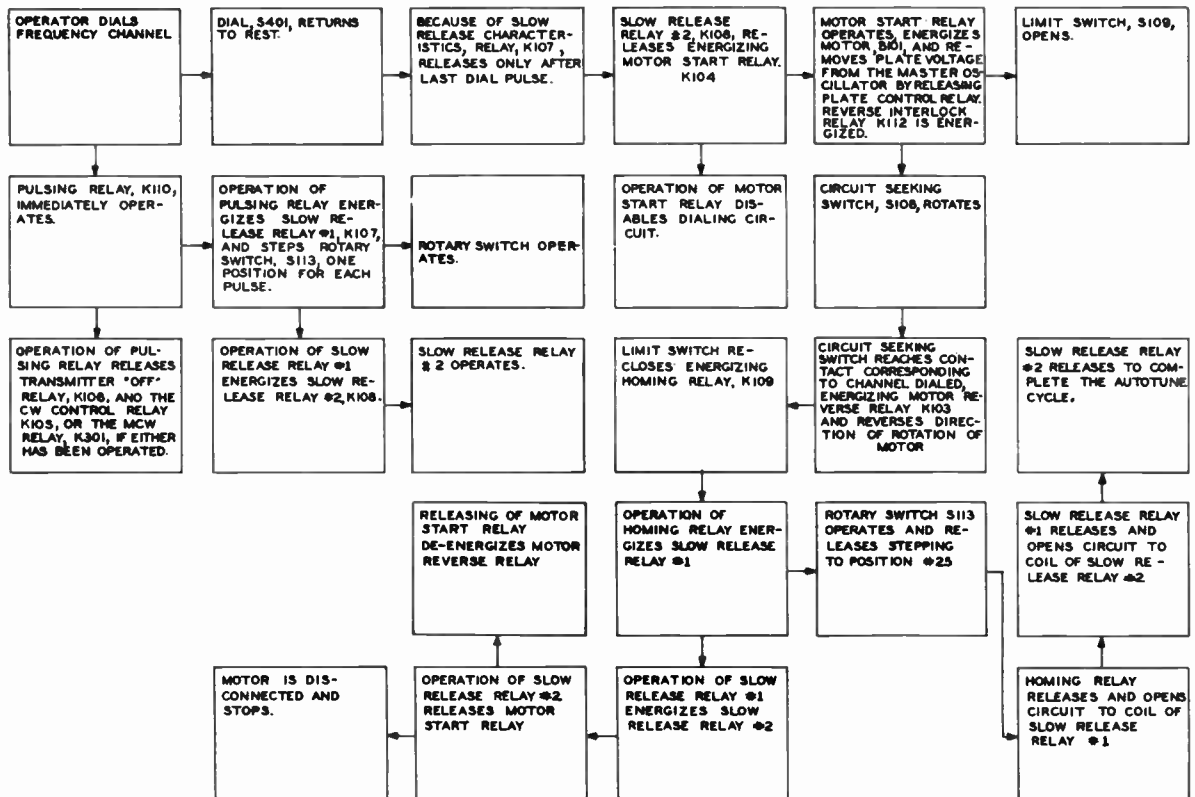 OPERATOR DIALS
FREQUENCY CHANNEL
DIAL, S401, RETURNS
TO REST.
BECAUSE OF SLOW
RELEASE CHARACTER-
ISTICS, RELAY, K107,
RELEASES ONLY AFTER
LAST DIAL PULSE.
SLOW RELEASE
RELAY #2, K108, RE-
LEASES ENERGIZING
MOTOR START RELAY.
K104
MOTOR START RELAY
OPERATES, ENERGIZES
MOTOR, B101, AND RE-
MOVES PLATE VOLTAGE
FROM THE MASTER OS-
CILLATOR BY RELEASING
PLATE CONTROL RELAY.
REVERSE INTERLOCK
RELAY K112 IS ENER-
GIZED.
LIMIT SWITCH, S109,
OPENS.
PULSING RELAY, K110,
IMMEDIATELY OPER-
ATES.
OPERATION OF
PULSING RELAY ENER-
GIZES SLOW RE-
LEASE RELAY #1, K107,
AND STEPS ROTARY
SWITCH, S113, ONE
POSITION FOR EACH
PULSE.
ROTARY SWITCH OPER-
ATES.
OPERATION OF MOTOR
START RELAY DIS-
ABLES DIALING CIR-
CUIT.
CIRCUIT SEEKING
SWITCH, S108, ROTATES
OPERATION OF PUL-
SING RELAY RELEASES
TRANSMITTER "OFF"
RELAY, K106, AND THE
CW CONTROL RELAY
K105, OR THE MCW
RELAY, K301, IF EITHER
HAS BEEN OPERATED.
OPERATION OF SLOW
RELEASE RELAY #1
ENERGIZES SLOW RE-
LEASE RELAY #2, K108.
SLOW RELEASE RELAY
#2 OPERATES.
LIMIT SWITCH RE-
CLOSES ENERGIZING
HOMING RELAY, K109
CIRCUIT SEEKING
SWITCH REACHES CON-
TACT CORRESPONDING
TO CHANNEL DIALED,
ENERGIZING MOTOR RE-
VERSE RELAY K103
AND REVERSES DIREC-
TION OF ROTATION OF
MOTOR
SLOW RELEASE RELAY
#2 RELEASES TO COM-
PLETE THE AUTOTUNE
CYCLE.
RELEASING OF MOTOR
START RELAY
DE-ENERGIZES MOTOR
REVERSE RELAY
OPERATION OF
HOMING RELAY ENER-
GIZES SLOW RELEASE
RELAY #1
ROTARY SWITCH S113
OPERATES AND RE-
LEASES STEPPING
TO POSITION #25
SLOW RELEASE RELAY
#1 RELEASES AND
OPENS CIRCUIT TO
COIL OF SLOW RE-
LEASE RELAY #2
MOTOR IS DIS-
CONNECTED AND
STOPS.
OPERATION OF SLOW
RELEASE RELAY #2
RELEASES MOTOR
START RELAY
OPERATION OF SLOW
RELEASE RELAY #1
ENERGIZES SLOW
RELEASE RELAY #2
HOMING RELAY
RELEASES AND OPENS
CIRCUIT TO COIL OF
SLOW RELEASE
RELAY #1